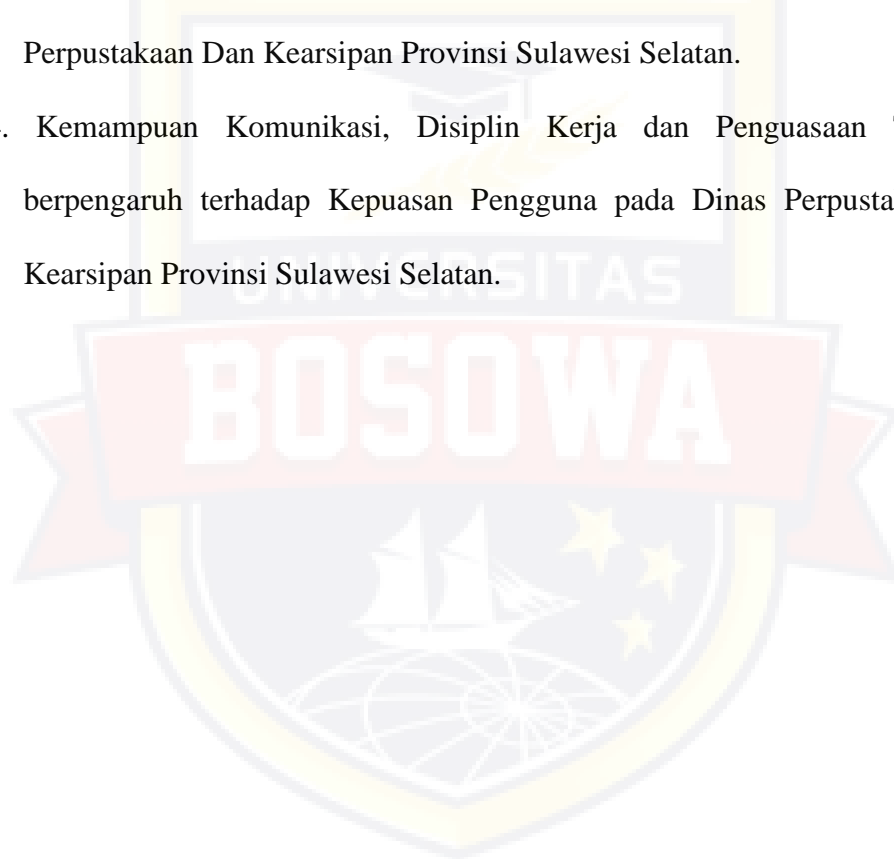 Perpustakaan Dan Kearsipan Provinsi Sulawesi Selatan.
. Kemampuan Komunikasi, Disiplin Kerja dan Penguasaan
berpengaruh terhadap Kepuasan Pengguna pada Dinas
Kearsipan Provinsi Sulawesi Selatan.
UNIVERSITAS
BOSOWA